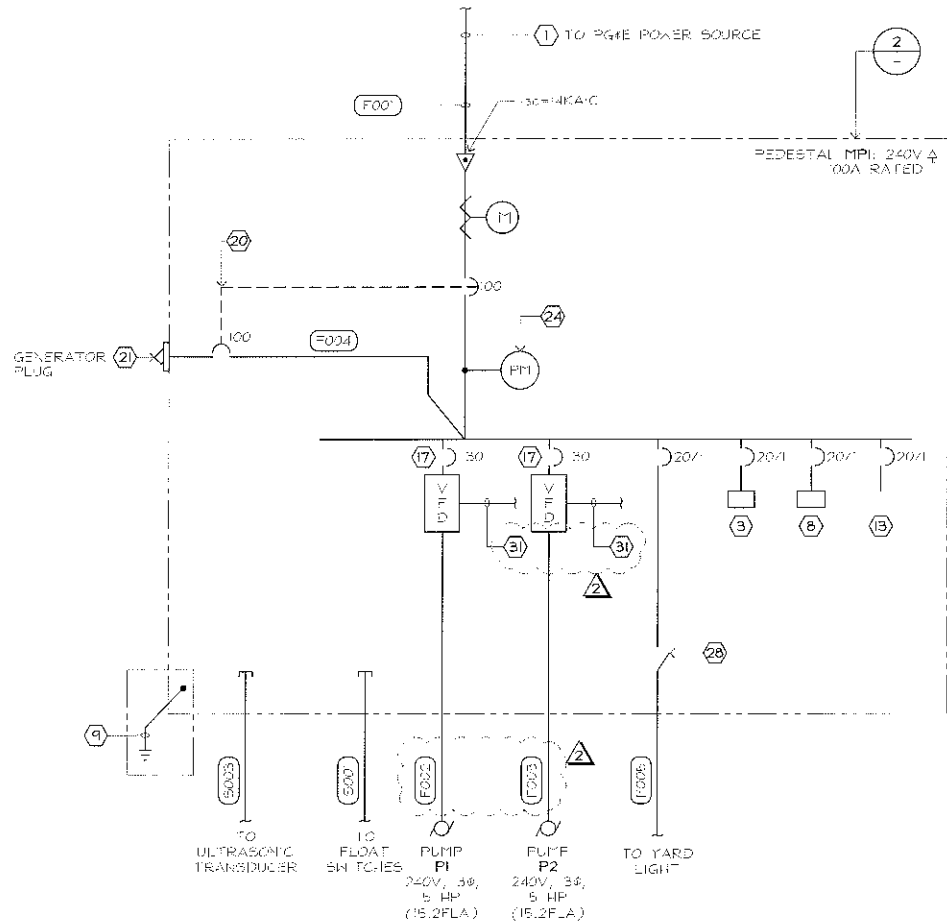 1 TO PG&E POWER SOURCE
2
-
F001
PEDESTAL MP1: 240V
100A RATED
M
20
100
24
100
F004
GENERATOR
PLUG
21
PM
17 30
17 30
20/1
20/1
20/1
20/1
VFD
VFD
3
8
13
31
31
2
28
9
2
S003
S001
F002
F003
F005
TO
ULTRASONIC
TRANSDUCER
TO
FLOAT
SWITCHES
PUMP
P1
240V, 3Φ,
5 HP
(15.2FLA)
PUMP
P2
240V, 3Φ,
5 HP
(15.2FLA)
TO YARD
LIGHT